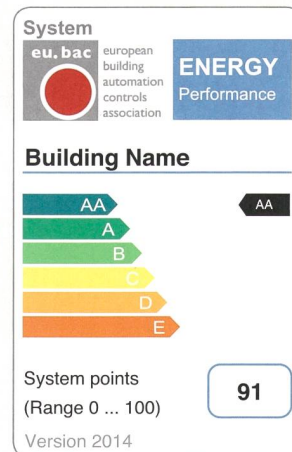 System
eu.bac
european
building
automation
controls
association
ENERGY
Performance
Building Name
AA
AA
A
B
C
D
E
System points
(Range 0 ... 100)
91
Version 2014